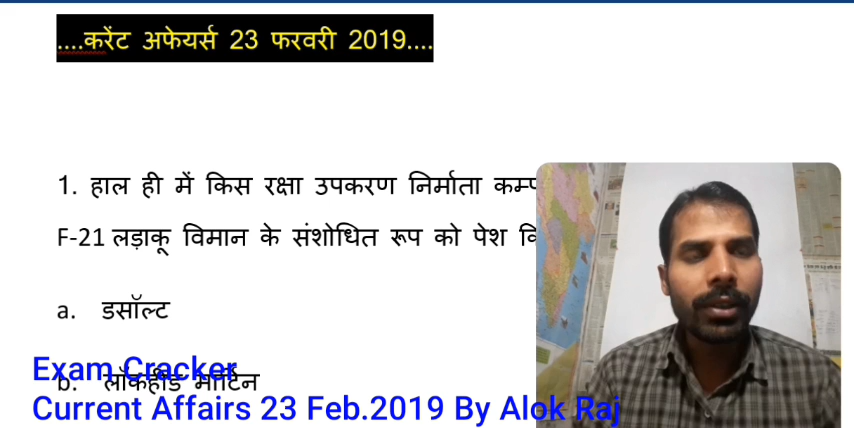 ....करेंट अफेयर्स 23 फरवरी 2019....
1. हाल ही में किस रक्षा उपकरण निर्माता
F-21 लड़ाकू विमान के संशोधित रूप को पेश
a. डसॉल्ट
b. लॉकहीड मार्टिन
Exam Cracker
Current Affairs 23 Feb.2019 By Alok Raj